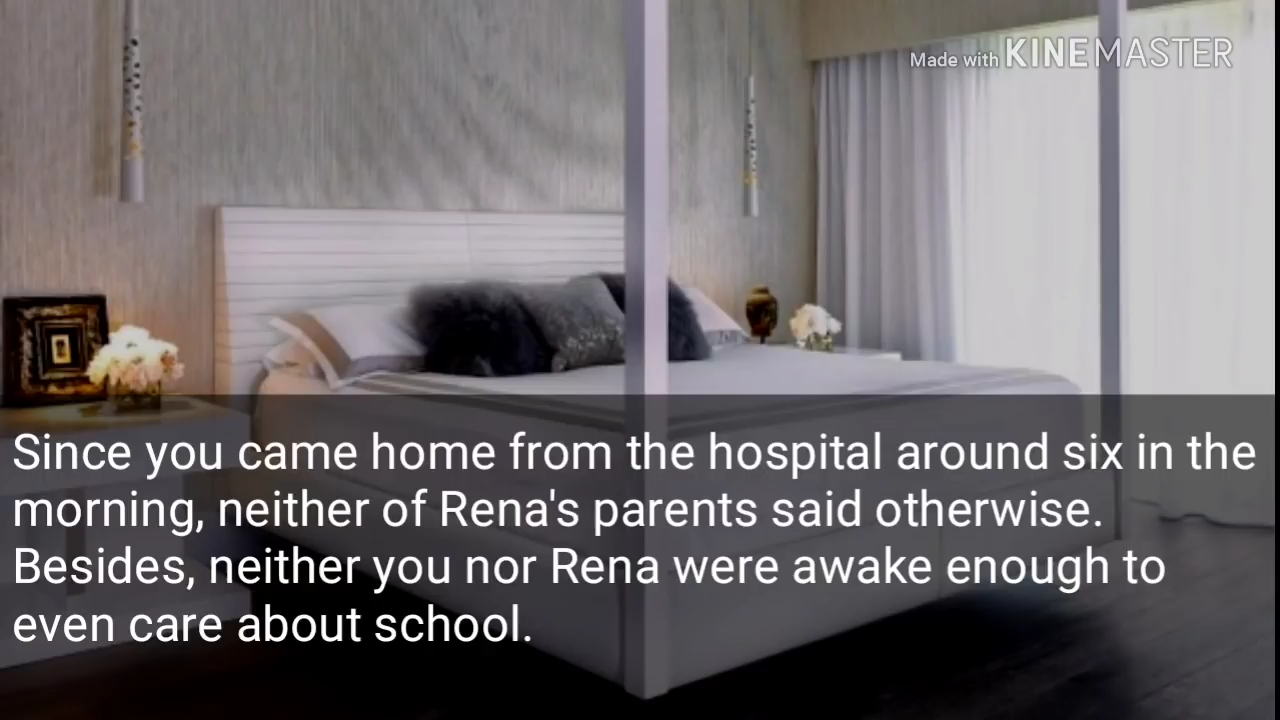 Made with KINEMASTER
Since you came home from the hospital around six in the
morning, neither of Rena's parents said otherwise.
Besides, neither you nor Rena were awake enough to
even care about school.